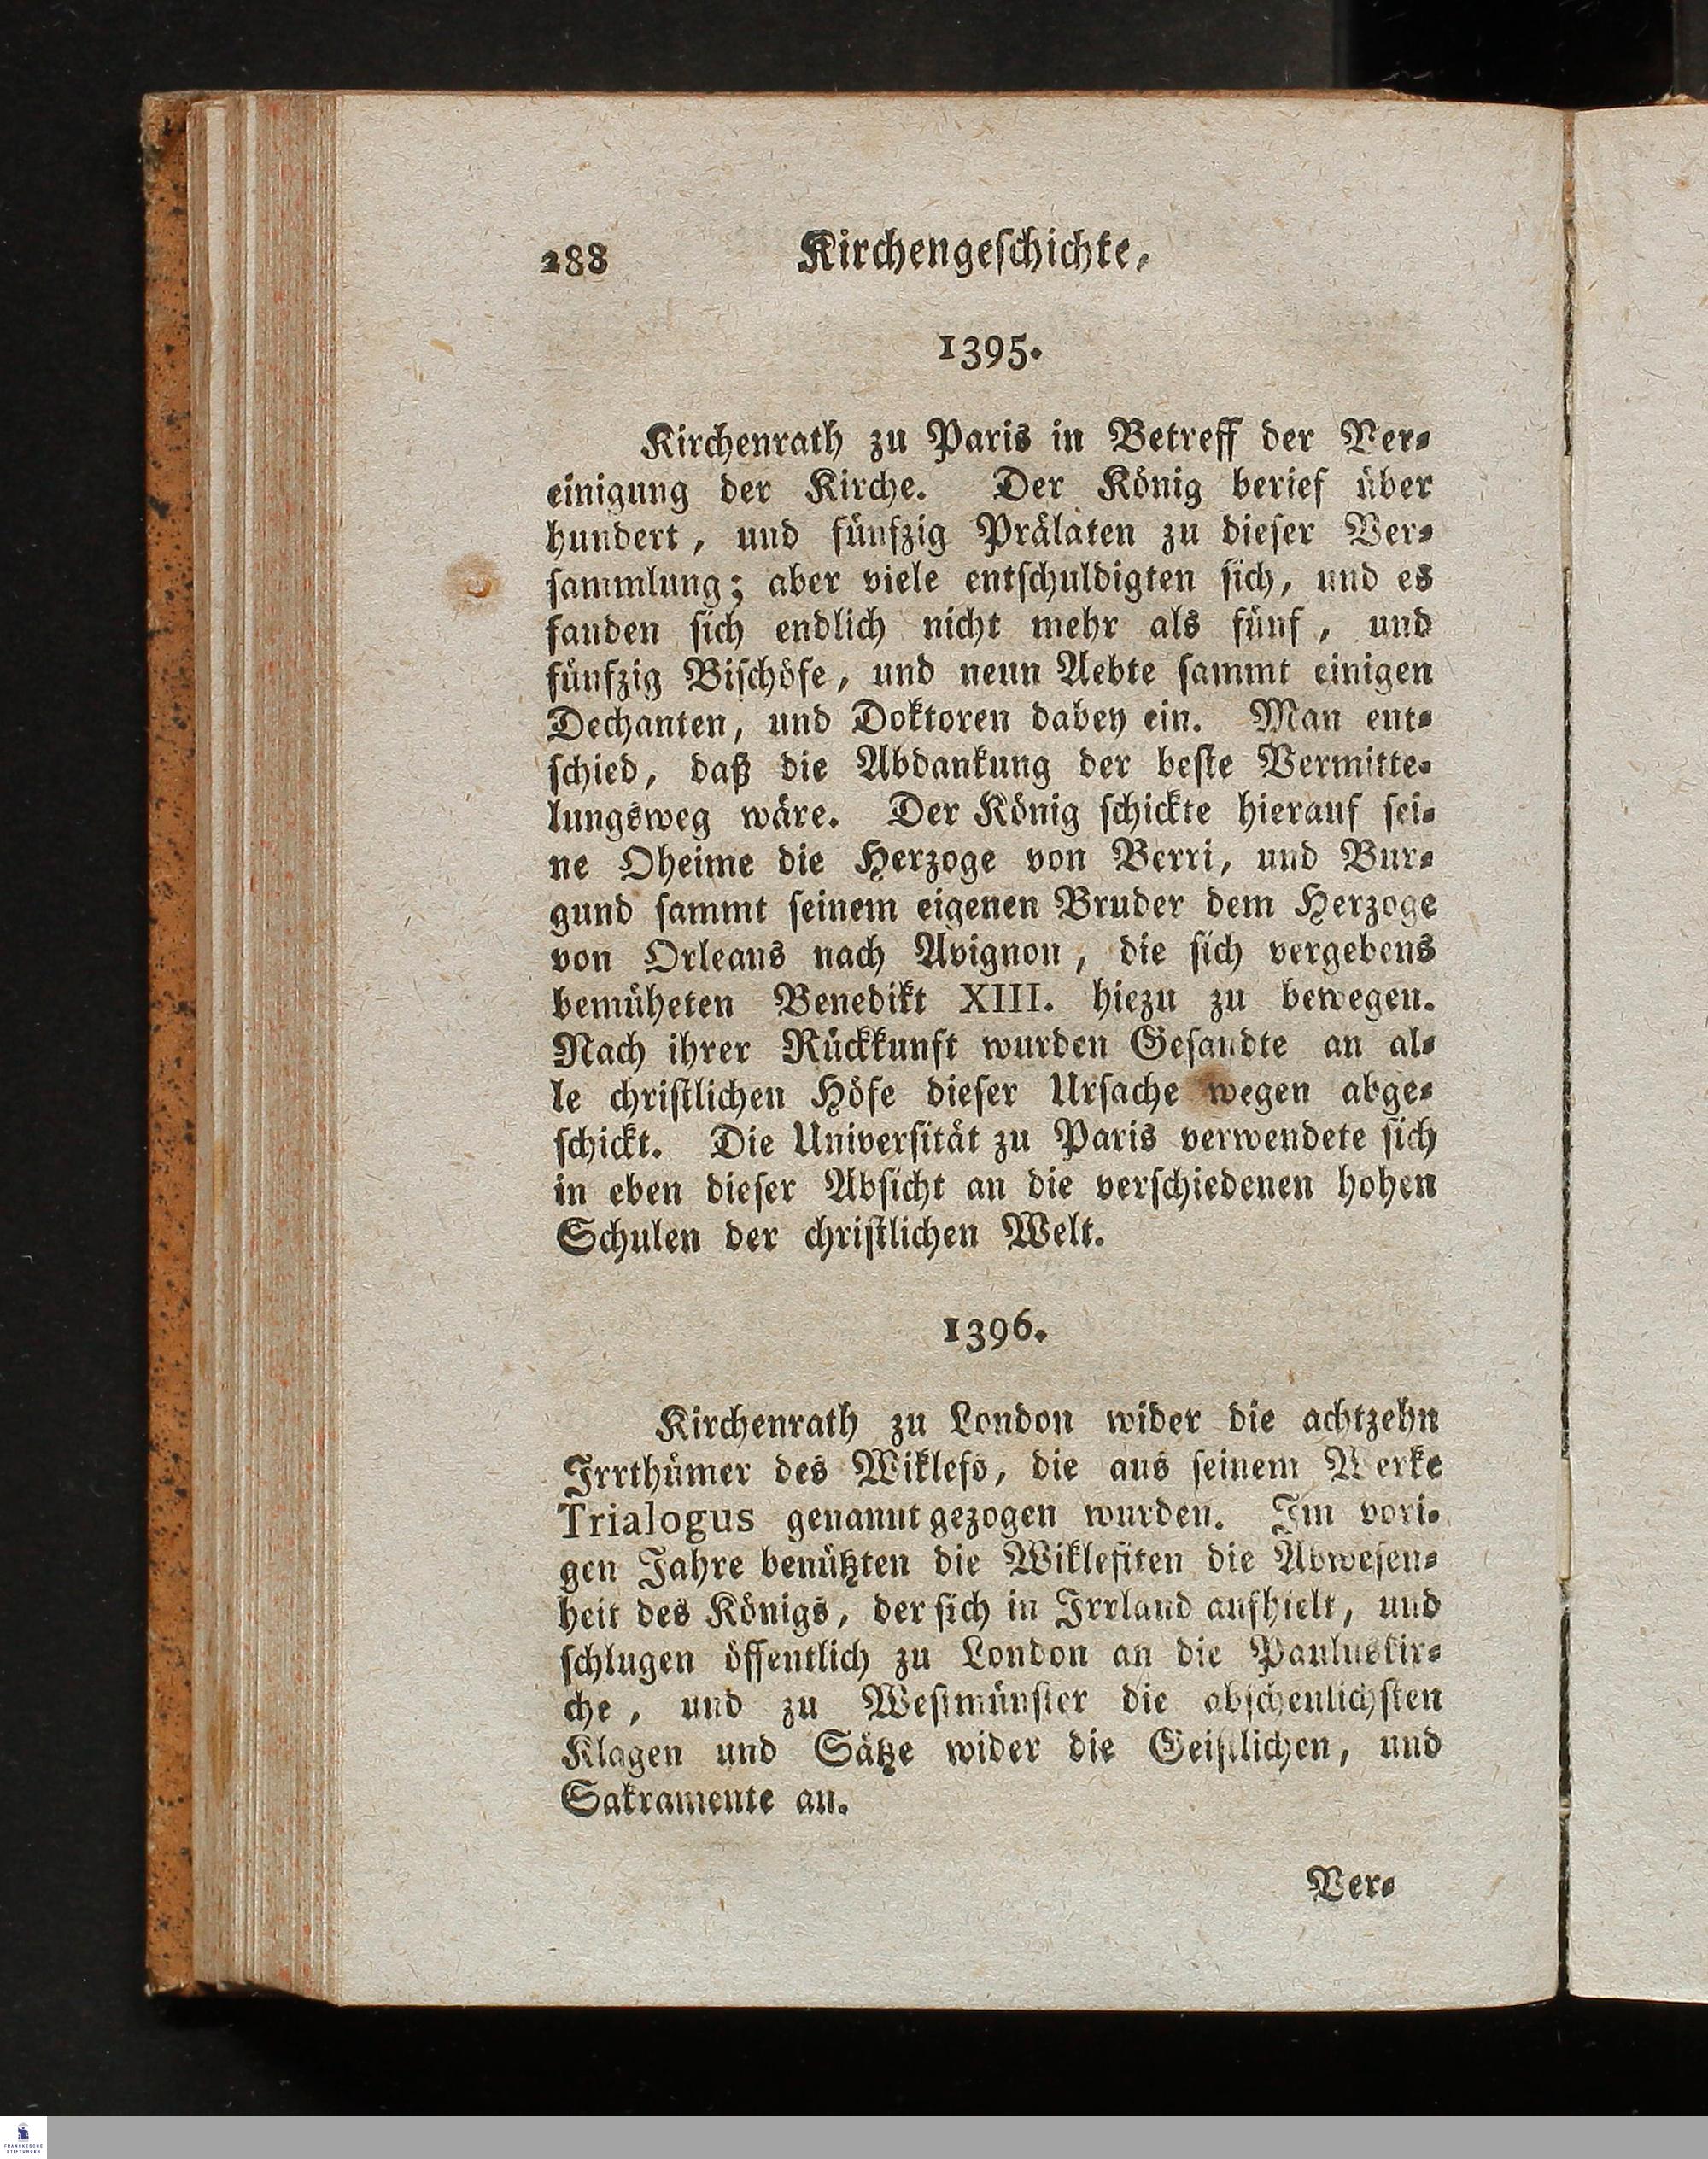 288 Kirchengeschichte,
1395.
Kirchenrath zu Paris in Betreff der Ver-
einigung der Kirche. Der König berief über
hundert, und fünfzig Prälaten zu dieser Ver-
sammlung; aber viele entschuldigten sich, und es
fanden sich endlich nicht mehr als fünf, und
fünfzig Bischöfe, und neun Aebte sammt einigen
Dechanten, und Doktoren dabey ein. Man ent-
schied, daß die Abdankung der beste Vermitte-
lungsweg wäre. Der König schickte hierauf sei-
ne Oheime die Herzoge von Berri, und Bur-
gund sammt seinem eigenen Bruder dem Herzoge
von Orleans nach Avignon, die sich vergebens
bemüheten Benedikt XIII. hiezu zu bewegen.
Nach ihrer Rückkunft wurden Gesandte an al-
le christlichen Höfe dieser Ursache wegen abge-
schickt. Die Universität zu Paris verwendete sich
in eben dieser Absicht an die verschiedenen hohen
Schulen der christlichen Welt.
1396.
Kirchenrath zu London wider die achtzehn
Irrthümer des Wiklefs, die aus seinem Werke
Trialogus genannt gezogen wurden. Im vori-
gen Jahre benützten die Wiklefiten die Abwesen-
heit des Königs, der sich in Irrland aufhielt, und
schlugen öffentlich zu London an die Pauluskir-
che, und zu Westmünster die abscheulichsten
Klagen und Sätze wider die Geistlichen, und
Sakramente an.
Ver-
FRANCKESCHE
STIFTUNGEN